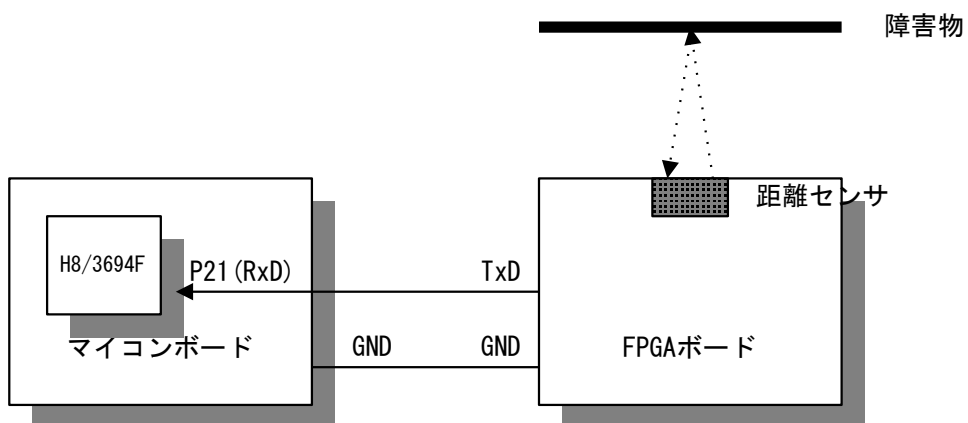 障害物
距離センサ
H8/3694F
P21(RxD)
TxD
マイコンボード
GND
GND
FPGAボード